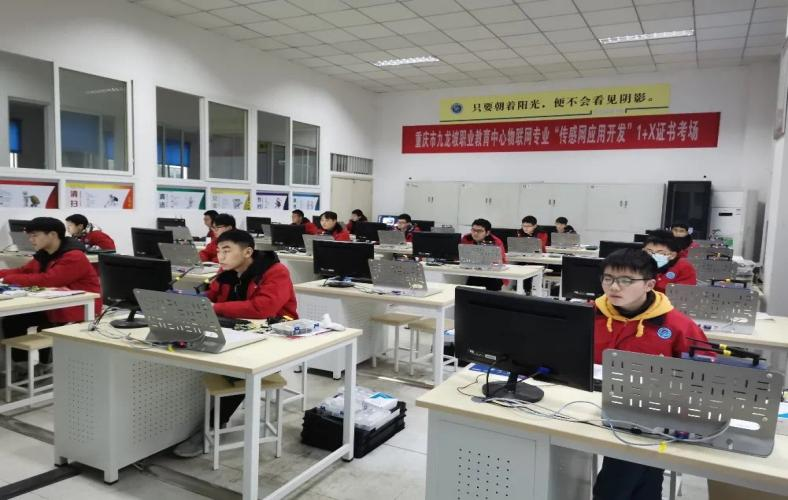 只要朝着阳光，便不会看见阴影。
重庆市九龙坡职业教育中心物联网专业“传感网应用开发”1+X证书考场
清扫